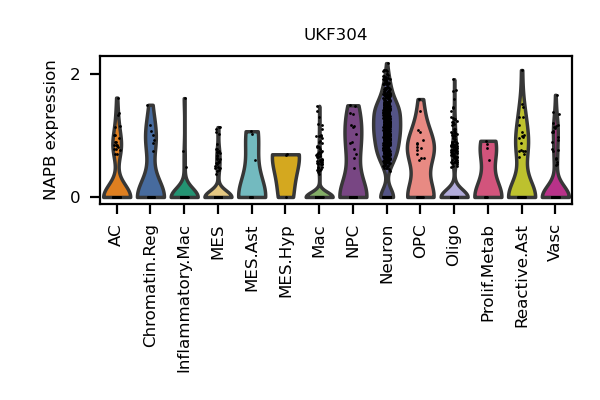 UKF304
NAPB expression
2
0
AC
Chromatin.Reg
Inflammatory.Mac
MES
MES.Ast
MES.Hyp
Mac
NPC
Neuron
OPC
Oligo
Prolif.Metab
Reactive.Ast
Vasc